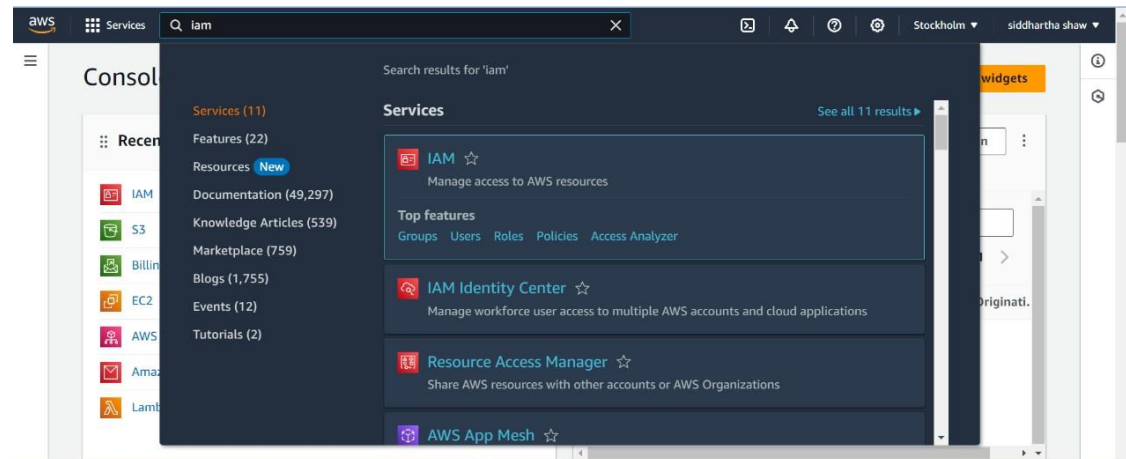 aws Services iam Stockholm siddhartha shaw
Consol widgets
Search results for 'iam'
Services (11)
Features (22)
Resources New
Documentation (49,297)
Knowledge Articles (539)
Marketplace (759)
Blogs (1,755)
Events (12)
Tutorials (2)
Services See all 11 results
IAM
Manage access to AWS resources
Top features
Groups Users Roles Policies Access Analyzer
IAM Identity Center
Manage workforce user access to multiple AWS accounts and cloud applications
Resource Access Manager
Share AWS resources with other accounts or AWS Organizations
AWS App Mesh
Recen
IAM
S3
Billin
EC2
AWS
Amaz
Lamb
n
Originati.